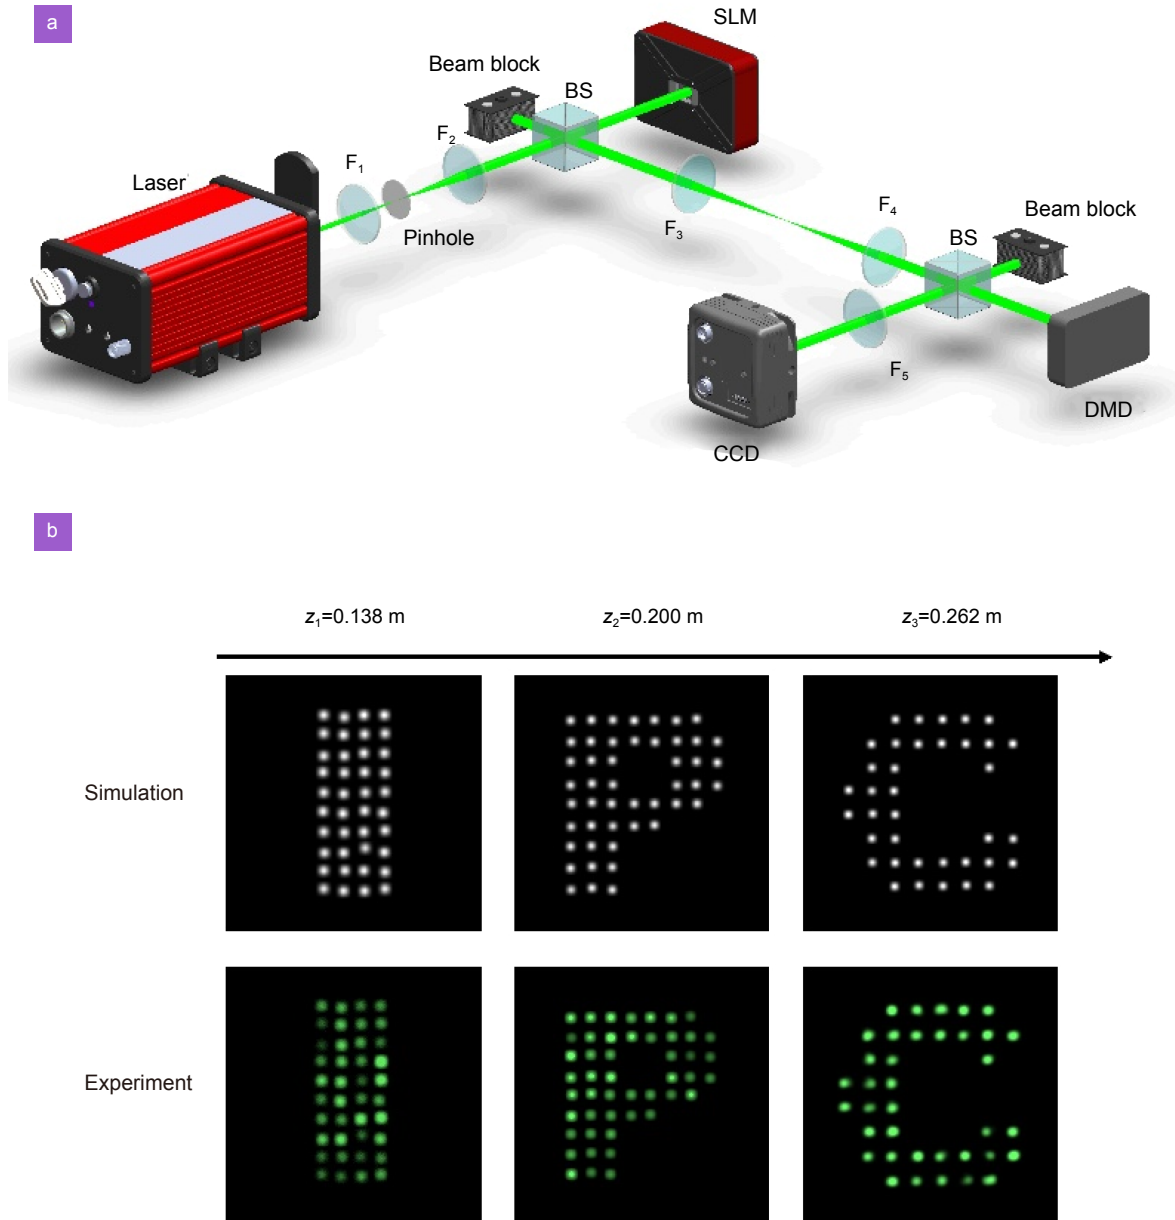 a
SLM
Beam block
BS
F2
F1
Laser
Pinhole
F3
F4
BS
Beam block
F5
DMD
CCD
b
z1=0.138 m
z2=0.200 m
z3=0.262 m
Simulation
Experiment